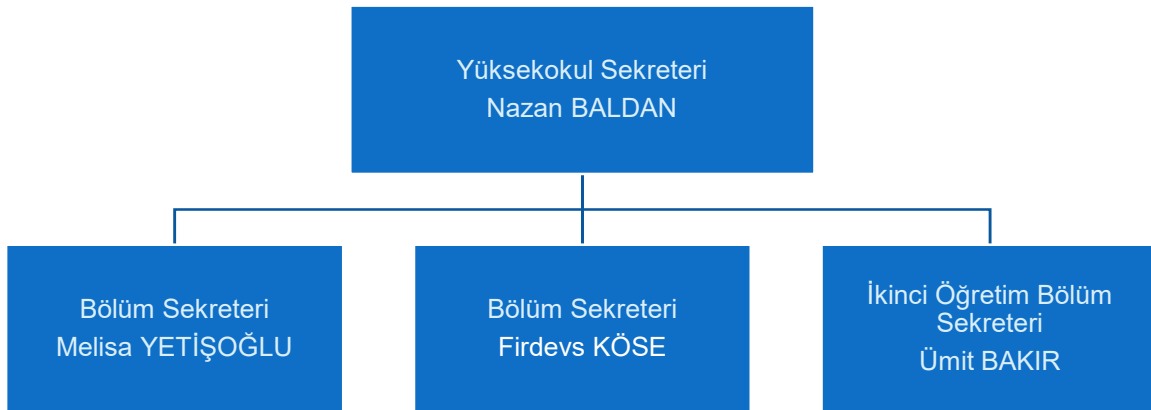 Yüksekokul Sekreteri
Nazan BALDAN
Bölüm Sekreteri
Melisa YETİŞOĞLU
Bölüm Sekreteri
Firdevs KÖSE
İkinci Öğretim Bölüm
Sekreteri
Ümit BAKIR